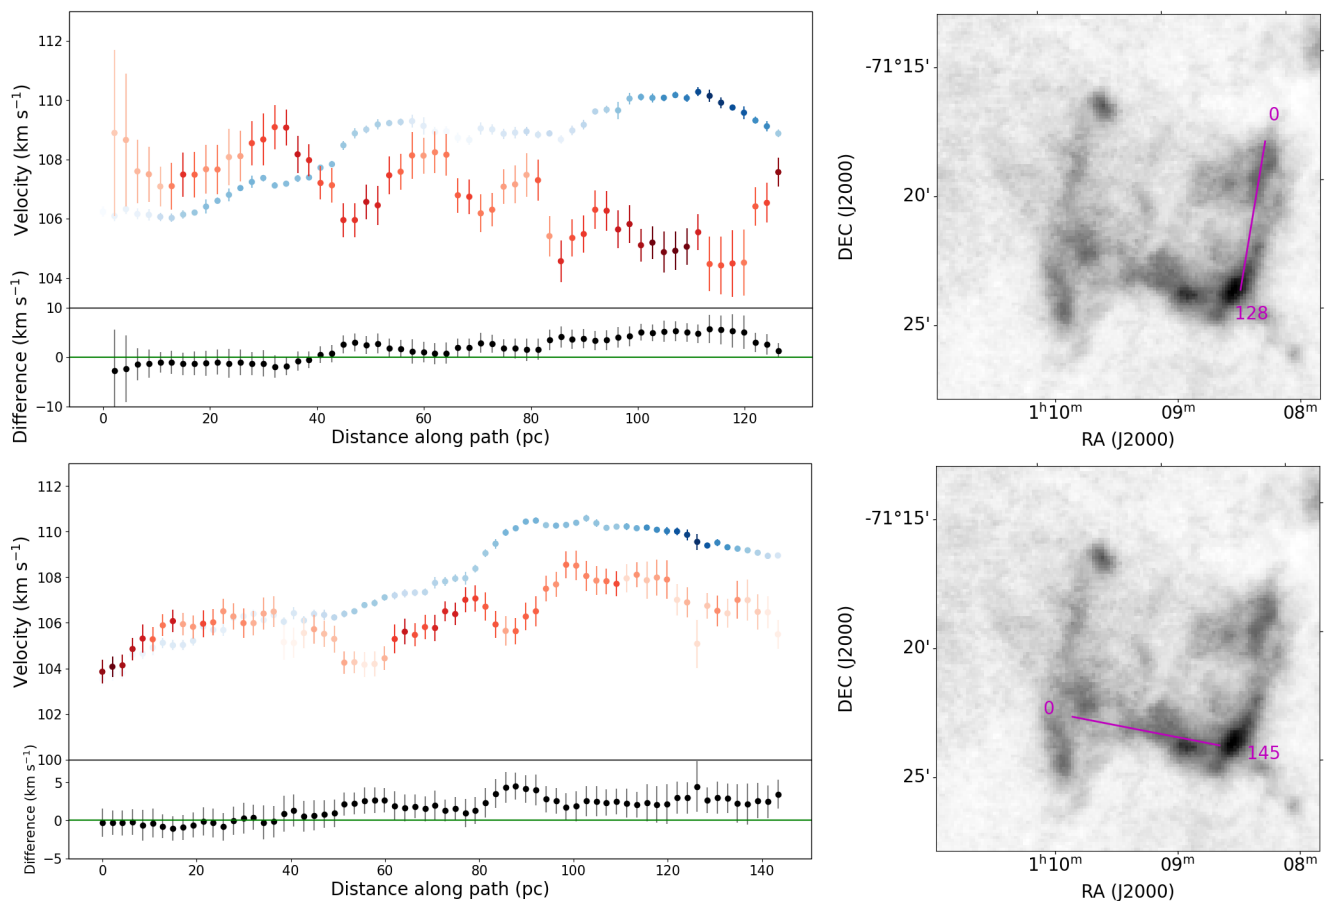 112
110
108
106
104
Velocity (km s⁻¹)
10
0
−10
Difference (km s⁻¹)
0 20 40 60 80 100 120
Distance along path (pc)
-71°15'
20'
25'
DEC (J2000)
0
128
1ʰ10ᵐ 09ᵐ 08ᵐ
RA (J2000)
112
110
108
106
104
102
Velocity (km s⁻¹)
100
5
0
−5
Difference (km s⁻¹)
0 20 40 60 80 100 120 140
Distance along path (pc)
-71°15'
20'
25'
DEC (J2000)
0
145
1ʰ10ᵐ 09ᵐ 08ᵐ
RA (J2000)